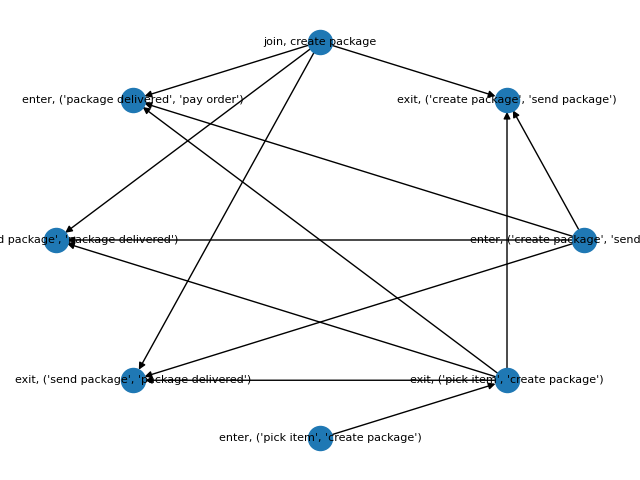 join, create package
enter, ('package delivered', 'pay order')
exit, ('create package', 'send package')
d package', 'package delivered')
enter, ('create package', 'send
exit, ('send package', 'package delivered')
exit, ('pick item', 'create package')
enter, ('pick item', 'create package')